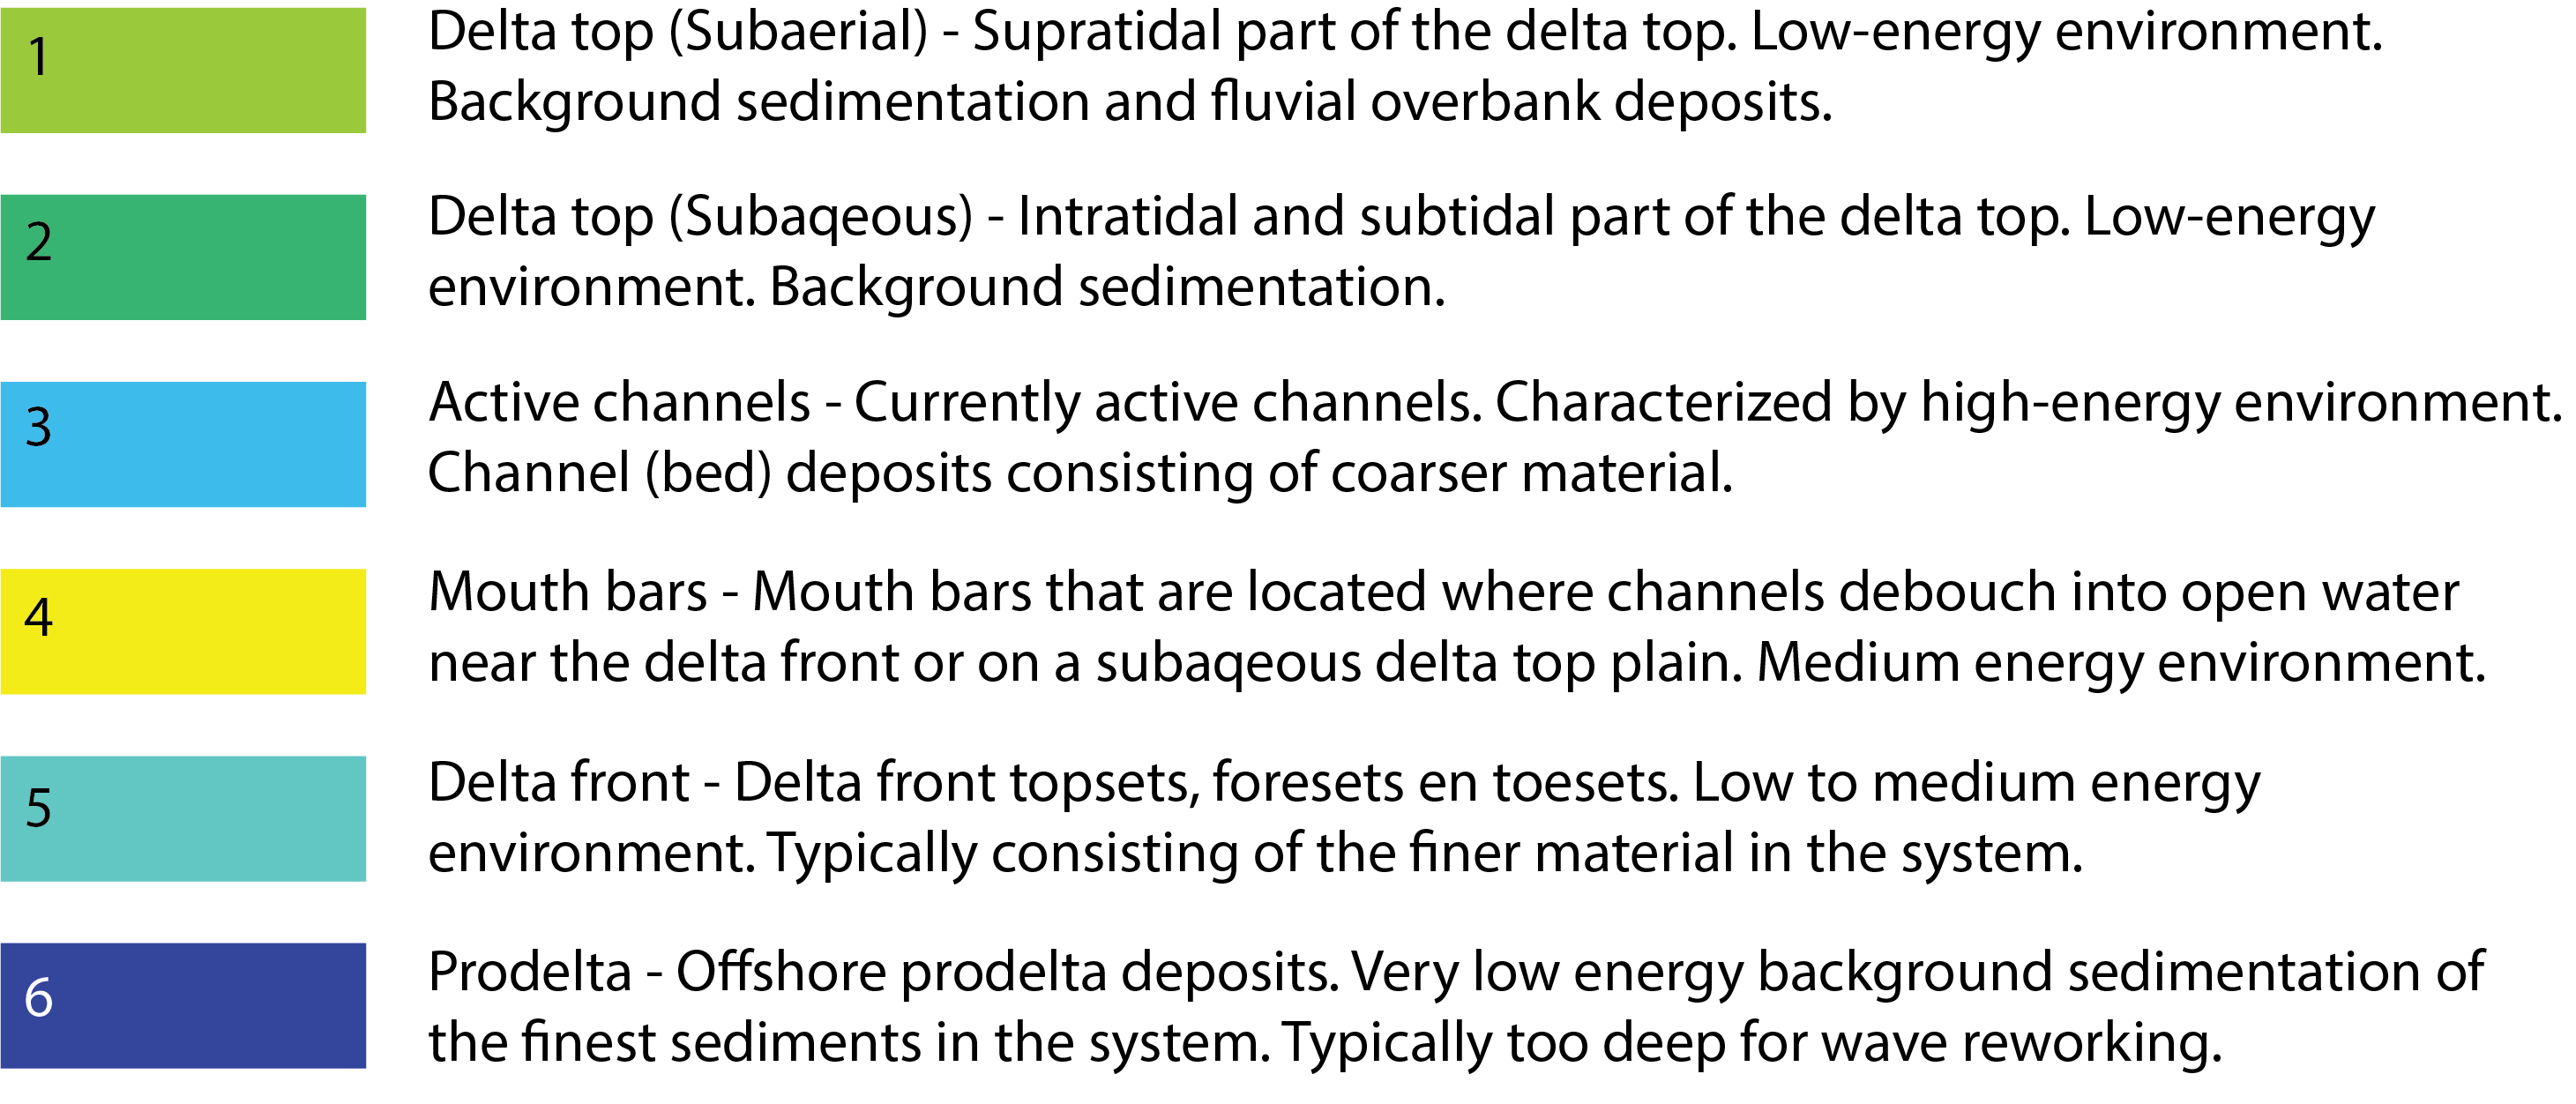 1
Delta top (Subaerial) - Supratidal part of the delta top. Low-energy environment.
Background sedimentation and fluvial overbank deposits.
2
Delta top (Subaqeous) - Intratidal and subtidal part of the delta top. Low-energy
environment. Background sedimentation.
3
Active channels - Currently active channels. Characterized by high-energy environment.
Channel (bed) deposits consisting of coarser material.
4
Mouth bars - Mouth bars that are located where channels debouch into open water
near the delta front or on a subaqeous delta top plain. Medium energy environment.
5
Delta front - Delta front topsets, foresets en toesets. Low to medium energy
environment. Typically consisting of the finer material in the system.
6
Prodelta - Offshore prodelta deposits. Very low energy background sedimentation of
the finest sediments in the system. Typically too deep for wave reworking.